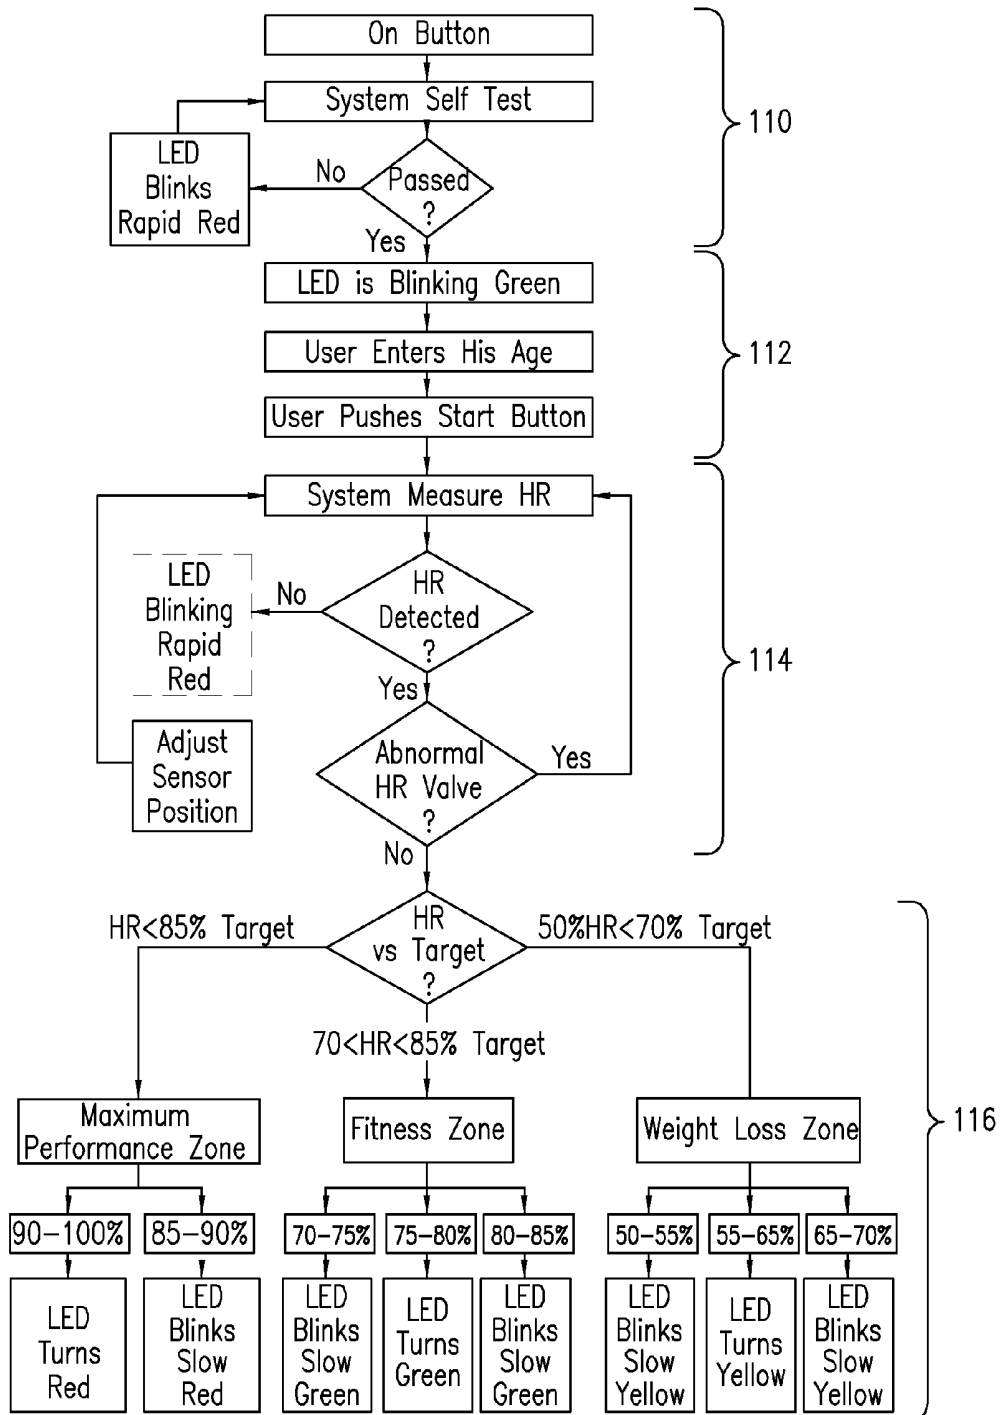 On Button
System Self Test
110
LED
Blinks
Rapid Red
No
Passed
?
Yes
LED is Blinking Green
User Enters His Age
112
User Pushes Start Button
System Measure HR
LED
Blinking
Rapid
Red
No
HR
Detected
?
114
Yes
Adjust
Sensor
Position
Abnormal
HR Valve
?
Yes
No
HR<85% Target
HR
vs Target
?
50%HR<70% Target
70<HR<85% Target
Maximum
Performance Zone
Fitness Zone
Weight Loss Zone
116
90-100%
85-90%
70-75%
75-80%
80-85%
50-55%
55-65%
65-70%
LED
Turns
Red
LED
Blinks
Slow
Red
LED
Blinks
Slow
Green
LED
Turns
Green
LED
Blinks
Slow
Green
LED
Blinks
Slow
Yellow
LED
Turns
Yellow
LED
Blinks
Slow
Yellow